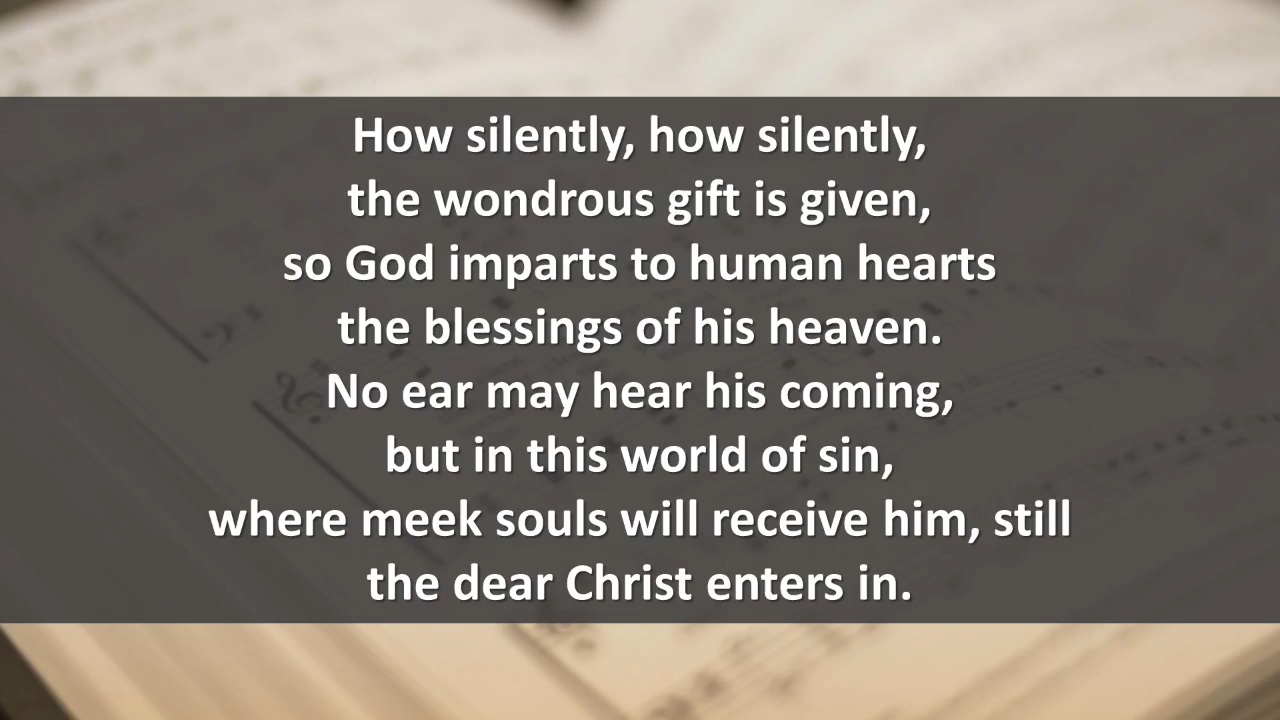 How silently, how silently,
the wondrous gift is given,
so God imparts to human hearts
the blessings of his heaven.
No ear may hear his coming,
but in this world of sin,
where meek souls will receive him, still
the dear Christ enters in.